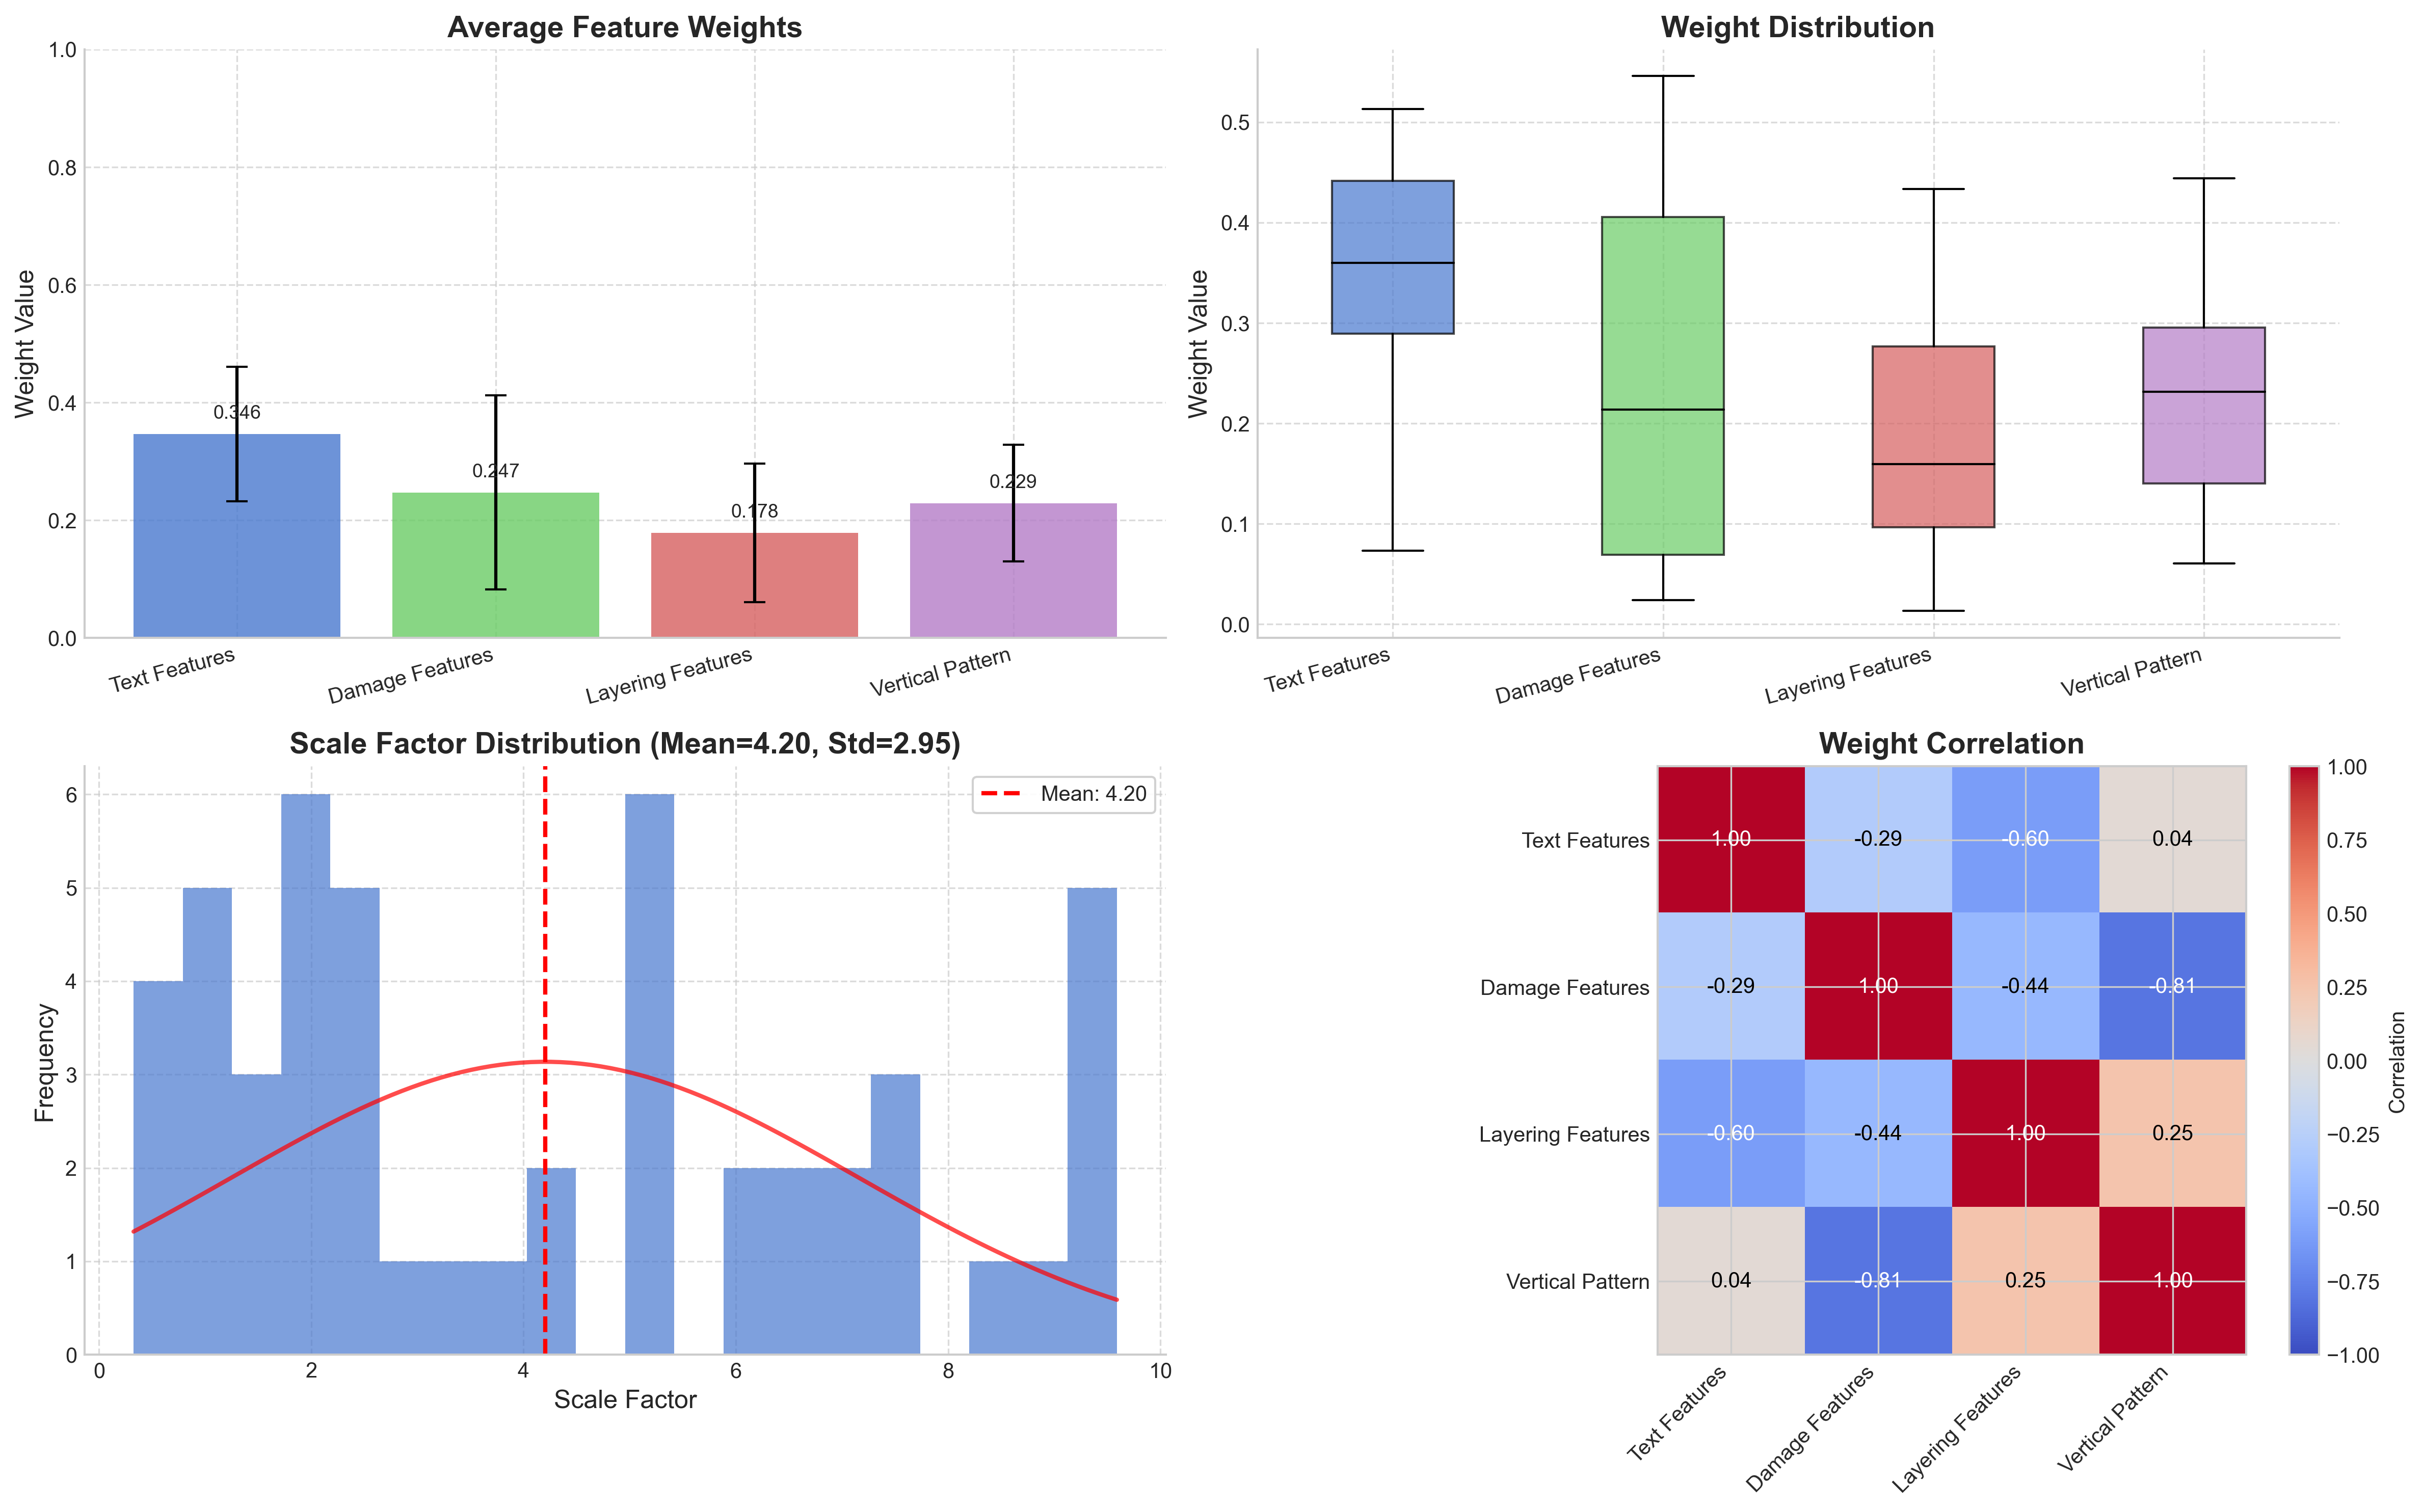 Average Feature Weights
1.0
0.8
0.6
0.4
0.2
0.0
Weight Value
0.346
0.247
0.178
0.229
Text Features
Damage Features
Layering Features
Vertical Pattern
Weight Distribution
0.5
0.4
0.3
0.2
0.1
0.0
Weight Value
Text Features
Damage Features
Layering Features
Vertical Pattern
Scale Factor Distribution (Mean=4.20, Std=2.95)
Mean: 4.20
6
5
4
3
2
1
0
Frequency
0 2 4 6 8 10
Scale Factor
Weight Correlation
Text Features 1.00 -0.29 -0.60 0.04
Damage Features -0.29 1.00 -0.44 -0.81
Layering Features -0.60 -0.44 1.00 0.25
Vertical Pattern 0.04 -0.81 0.25 1.00
Text Features
Damage Features
Layering Features
Vertical Pattern
1.00
0.75
0.50
0.25
0.00
−0.25
−0.50
−0.75
−1.00
Correlation